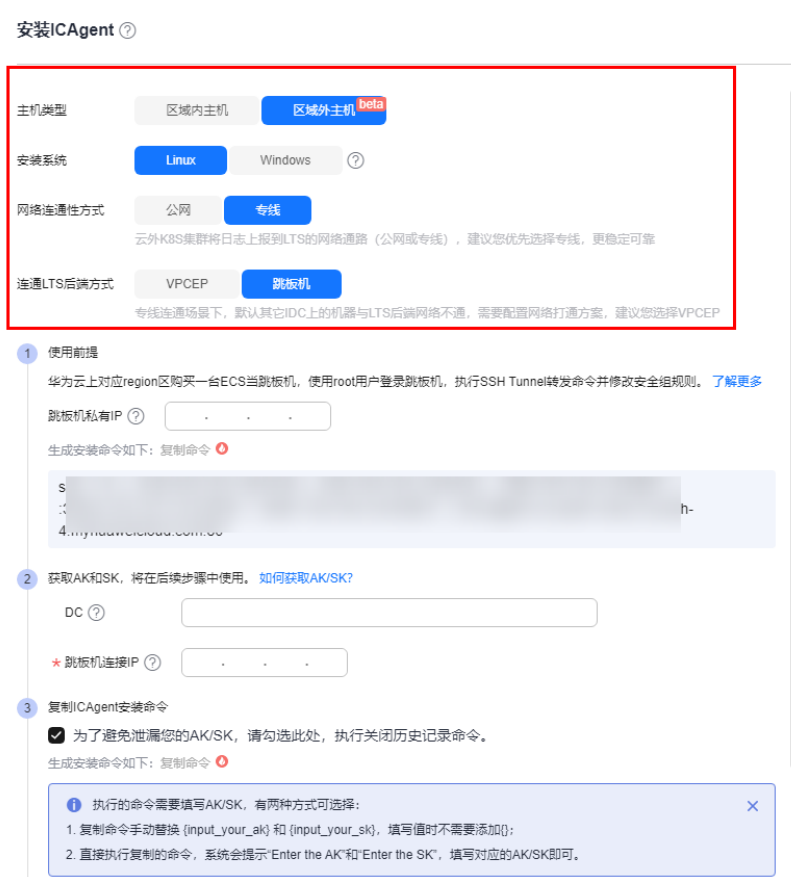 安装ICAgent ?
主机类型 区域内主机 区域外主机 beta
安装系统 Linux Windows ?
网络连通性方式 公网 专线
云外K8S集群将日志上报到LTS的网络通路（公网或专线），建议您优先选择专线，更稳定可靠
连通LTS后端方式 VPCEP 跳板机
专线连通场景下，默认其它IDC上的机器与LTS后端网络不通，需要配置网络打通方案，建议您选择VPCEP
1 使用前提
华为云上对应region区购买一台ECS当跳板机，使用root用户登录跳板机，执行SSH Tunnel转发命令并修改安全组规则。 了解更多
跳板机私有IP ? . . .
生成安装命令如下：复制命令
s
h-
2 获取AK和SK，将在后续步骤中使用。 如何获取AK/SK?
DC ?
* 跳板机连接IP ? . . .
3 复制ICAgent安装命令
为了避免泄漏您的AK/SK，请勾选此处，执行关闭历史记录命令。
生成安装命令如下：复制命令
执行的命令需要填写AK/SK，有两种方式可选择：
1. 复制命令手动替换 {input_your_ak} 和 {input_your_sk}，填写值时不需要添加{};
2. 直接执行复制的命令，系统会提示“Enter the AK”和“Enter the SK”，填写对应的AK/SK即可。